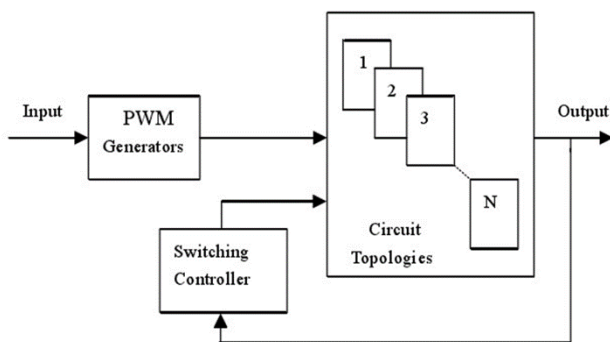 Input
PWM
Generators
1
2
3
N
Circuit
Topologies
Output
Switching
Controller